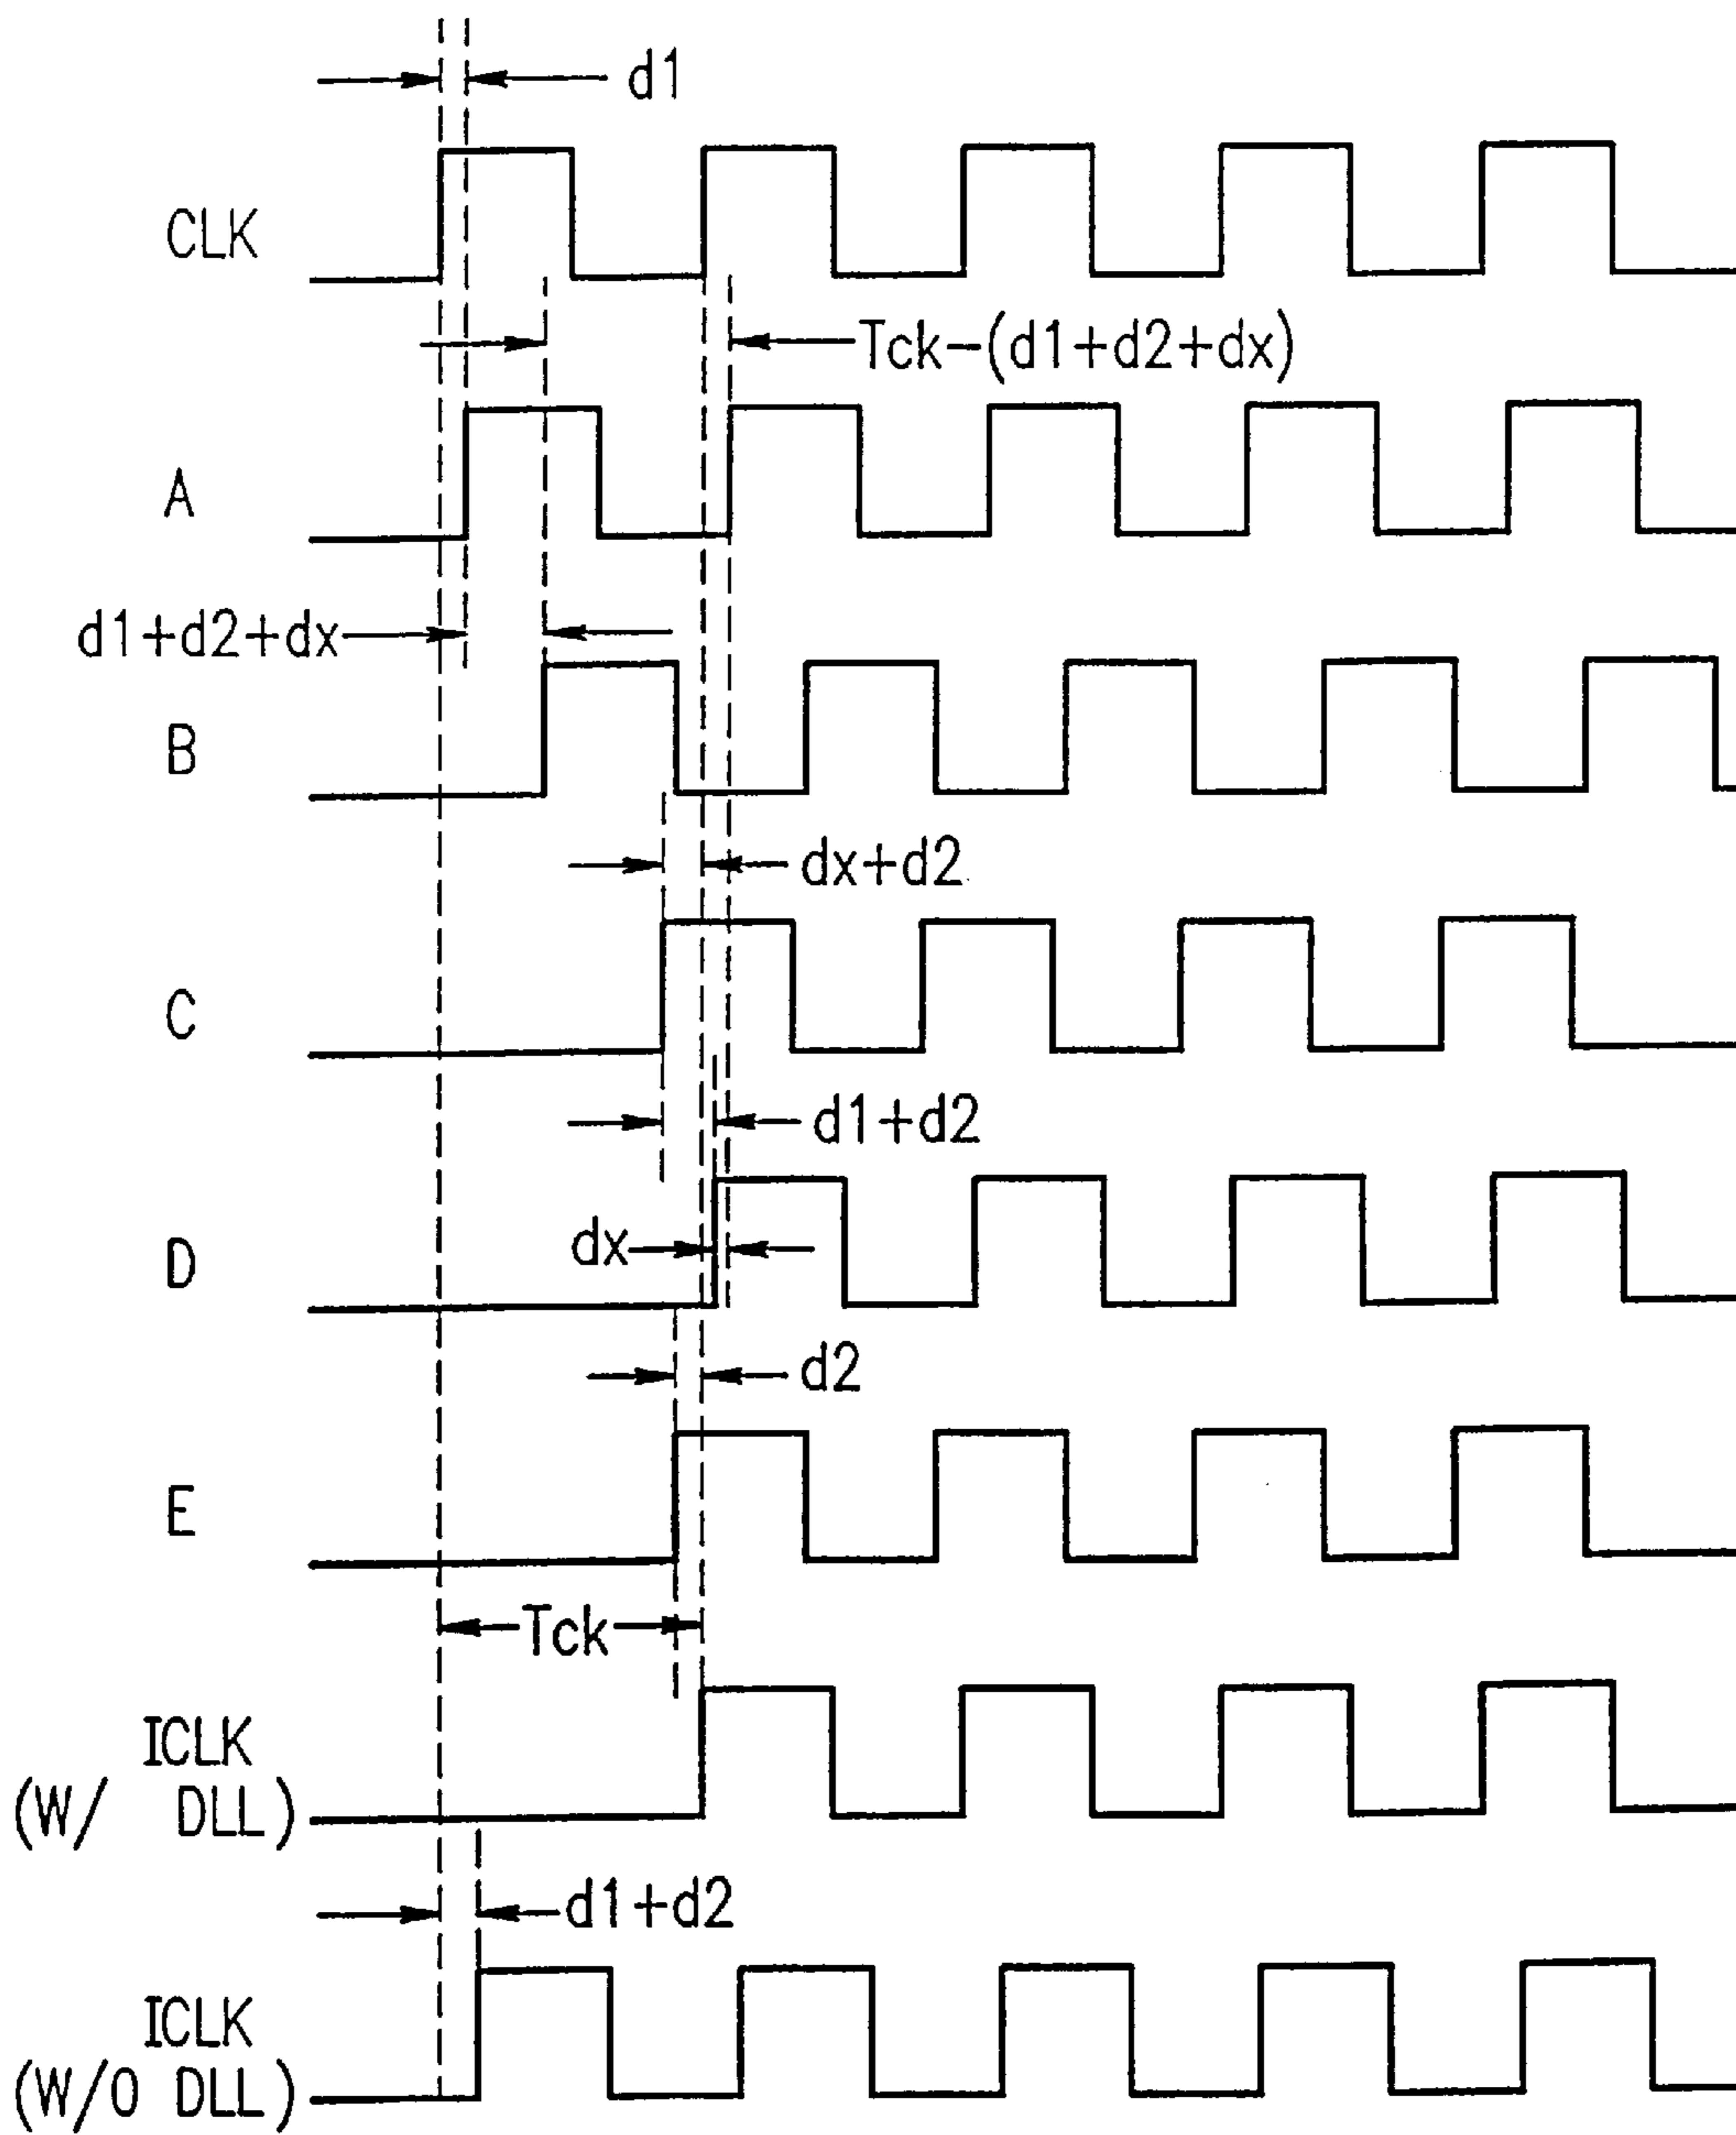 d1
CLK
Tck-(d1+d2+dx)
A
d1+d2+dx
B
dx+d2
C
d1+d2
dx
D
d2
E
Tck
ICLK
(W/ DLL)
d1+d2
ICLK
(W/O DLL)